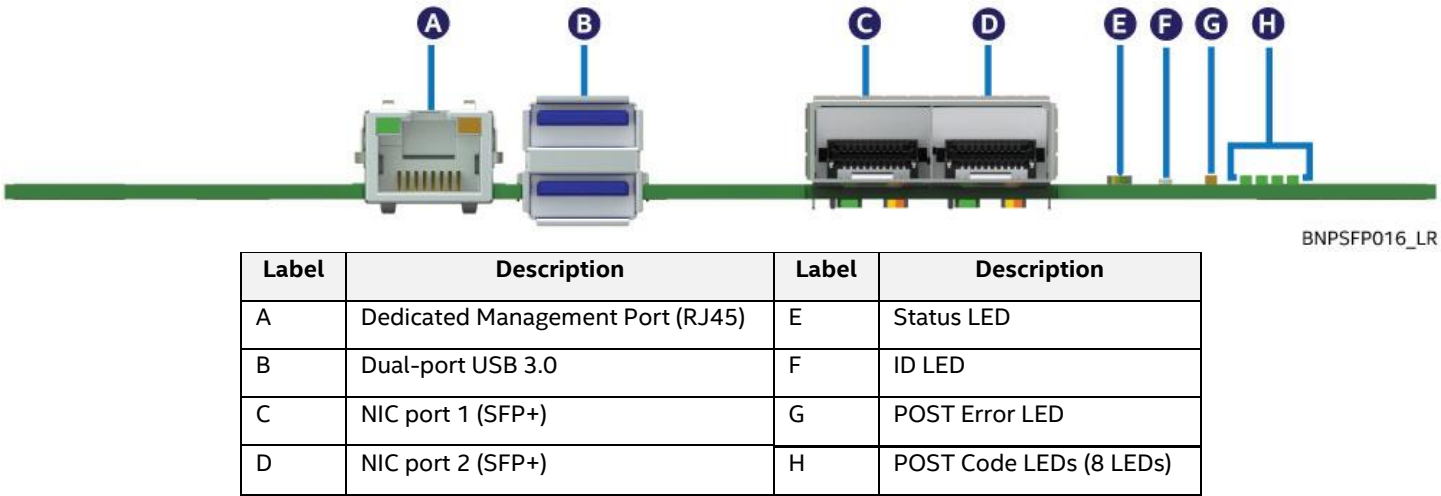 A B C D E F G H
BNPSFP016_LR
Label Description Label Description
A Dedicated Management Port (RJ45) E Status LED
B Dual-port USB 3.0 F ID LED
C NIC port 1 (SFP+) G POST Error LED
D NIC port 2 (SFP+) H POST Code LEDs (8 LEDs)